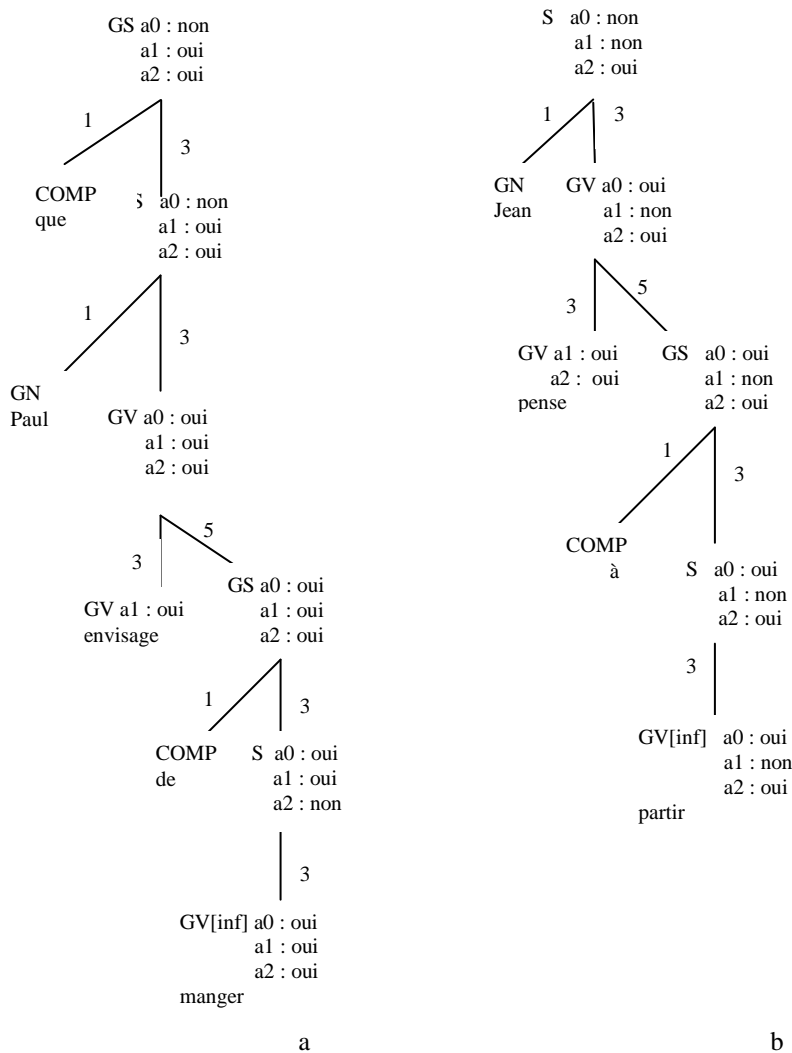 GS a0 : non
a1 : oui
a2 : oui
1
3
COMP
que
S a0 : non
a1 : oui
a2 : oui
1
3
GN
Paul
GV a0 : oui
a1 : oui
a2 : oui
3
5
GV a1 : oui
envisage
GS a0 : oui
a1 : oui
a2 : oui
1
3
COMP
de
S a0 : oui
a1 : oui
a2 : non
3
GV[inf] a0 : oui
a1 : oui
a2 : oui
manger
a
S a0 : non
a1 : non
a2 : oui
1
3
GN
Jean
GV a0 : oui
a1 : non
a2 : oui
3
5
GV a1 : oui
a2 : oui
pense
GS a0 : oui
a1 : non
a2 : oui
1
3
COMP
à
S a0 : oui
a1 : non
a2 : oui
3
GV[inf] a0 : oui
a1 : non
a2 : oui
partir
b